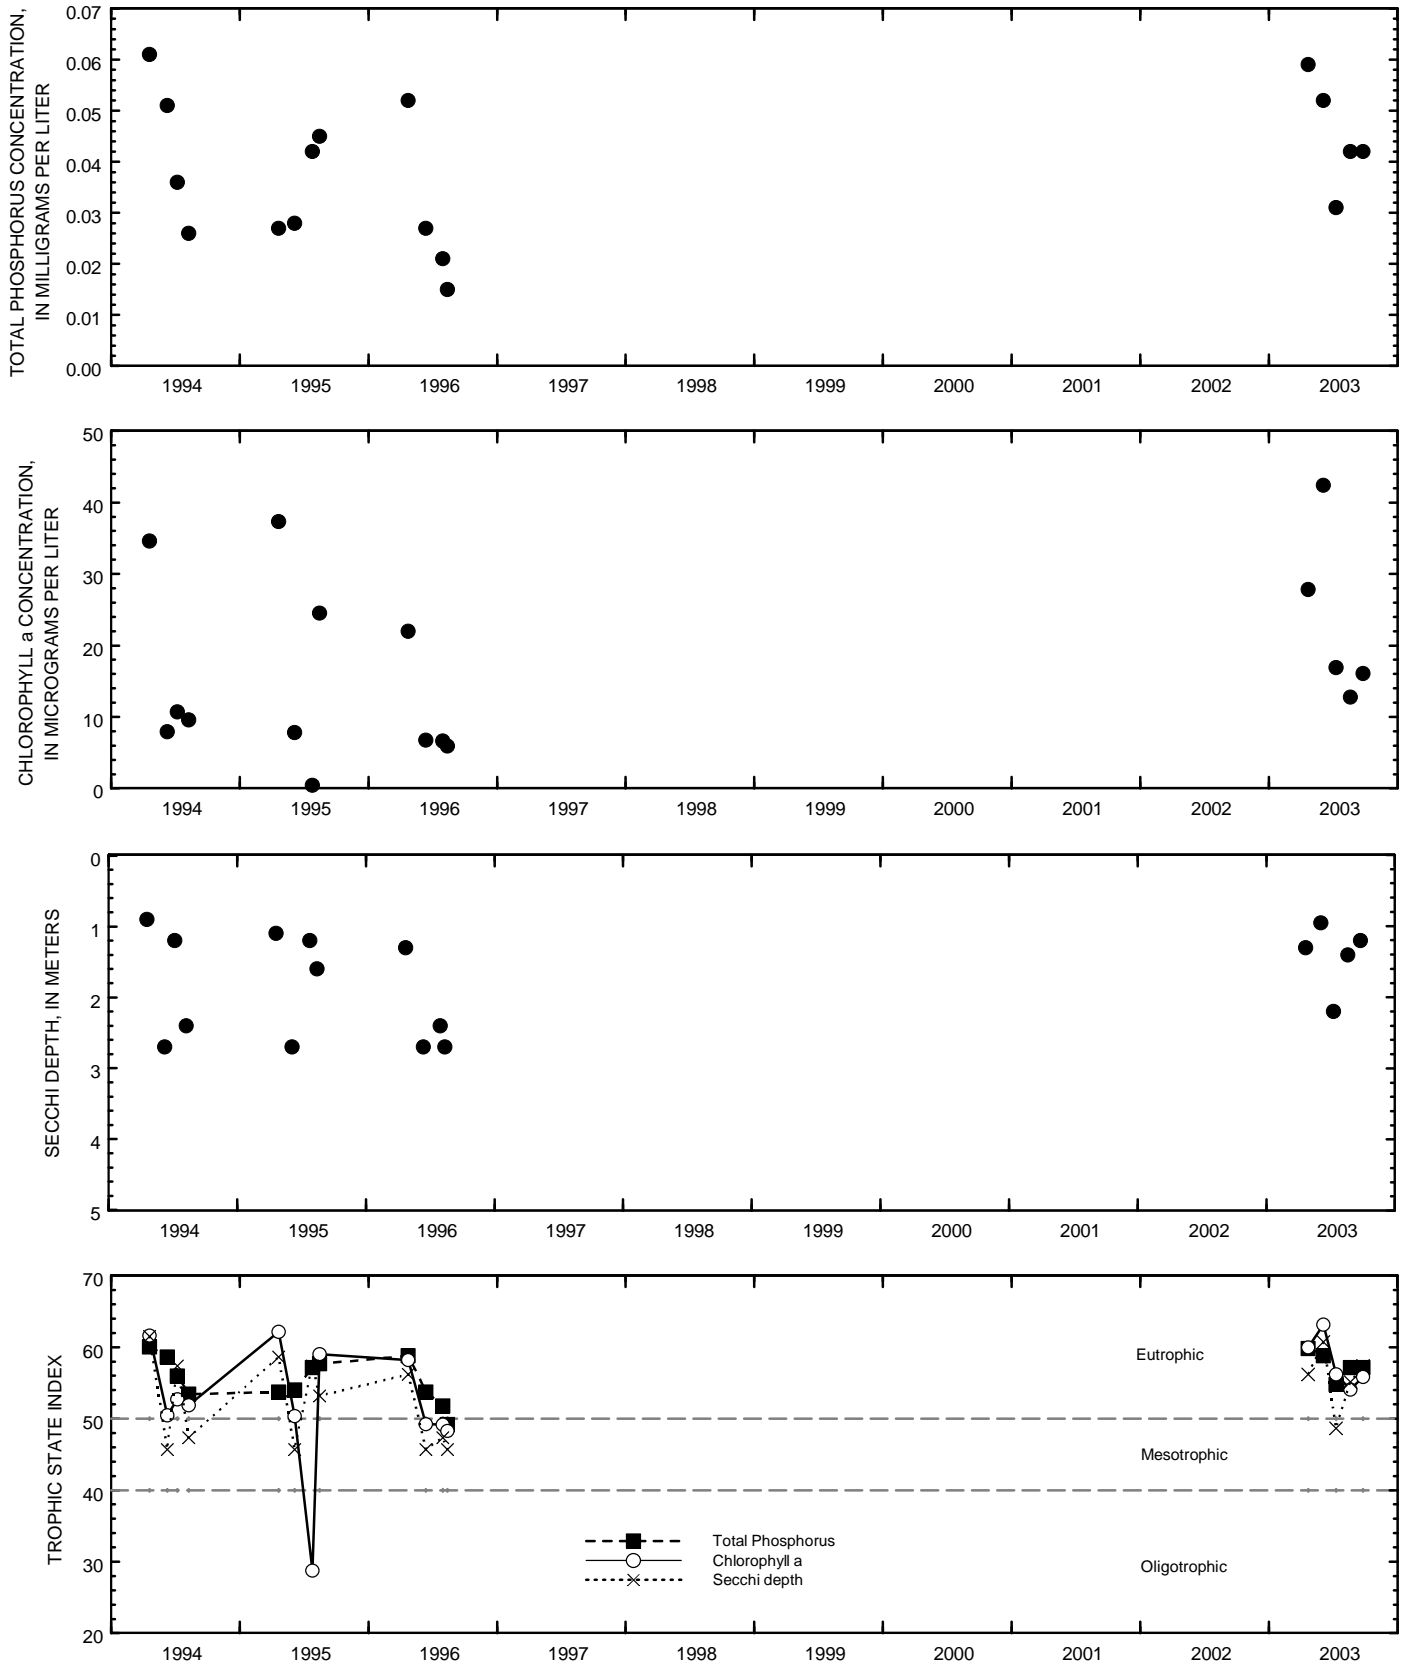 TOTAL PHOSPHORUS CONCENTRATION,
IN MILLIGRAMS PER LITER
0.07
0.06
0.05
0.04
0.03
0.02
0.01
0.00
1994 1995 1996 1997 1998 1999 2000 2001 2002 2003
CHLOROPHYLL a CONCENTRATION,
IN MICROGRAMS PER LITER
50
40
30
20
10
0
1994 1995 1996 1997 1998 1999 2000 2001 2002 2003
SECCHI DEPTH, IN METERS
0
1
2
3
4
5
1994 1995 1996 1997 1998 1999 2000 2001 2002 2003
TROPHIC STATE INDEX
70
60
50
40
30
20
Eutrophic
Mesotrophic
Oligotrophic
Total Phosphorus
Chlorophyll a
Secchi depth
1994 1995 1996 1997 1998 1999 2000 2001 2002 2003